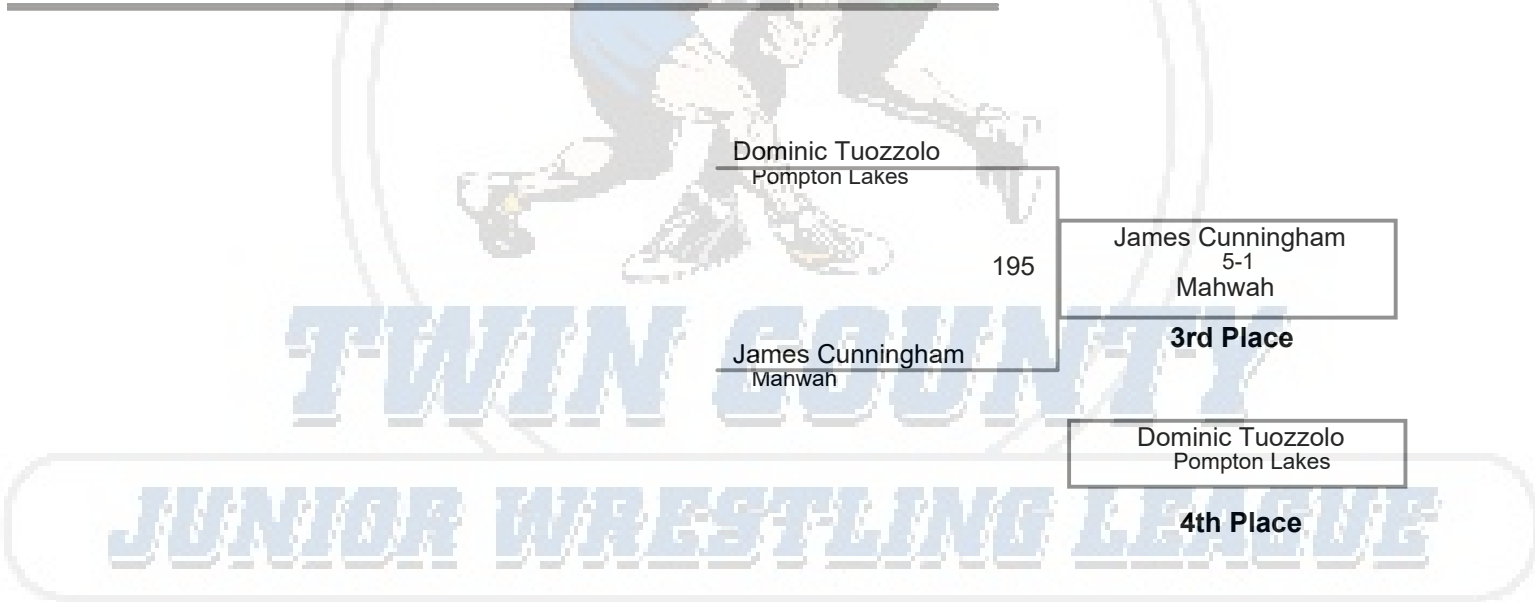 Dominic Tuozzolo
Pompton Lakes
195
James Cunningham
5-1
Mahwah
3rd Place
James Cunningham
Mahwah
Dominic Tuozzolo
Pompton Lakes
4th Place
TWIN COUNTY
JUNIOR WRESTLING LEAGUE